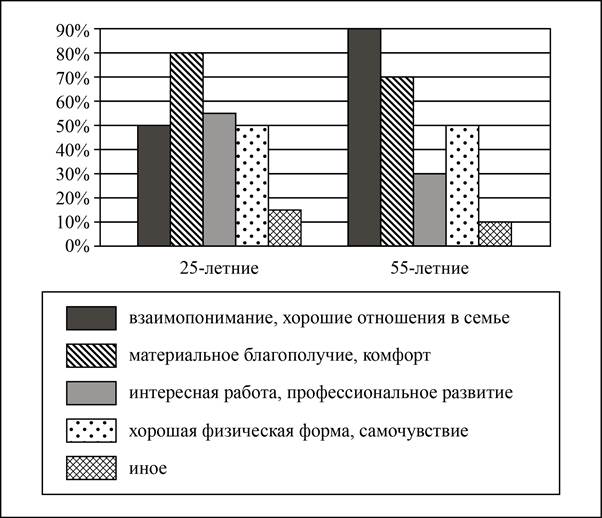 90%
80%
70%
60%
50%
40%
30%
20%
10%
0%
25-летние 55-летние
взаимопонимание, хорошие отношения в семье
материальное благополучие, комфорт
интересная работа, профессиональное развитие
хорошая физическая форма, самочувствие
иное